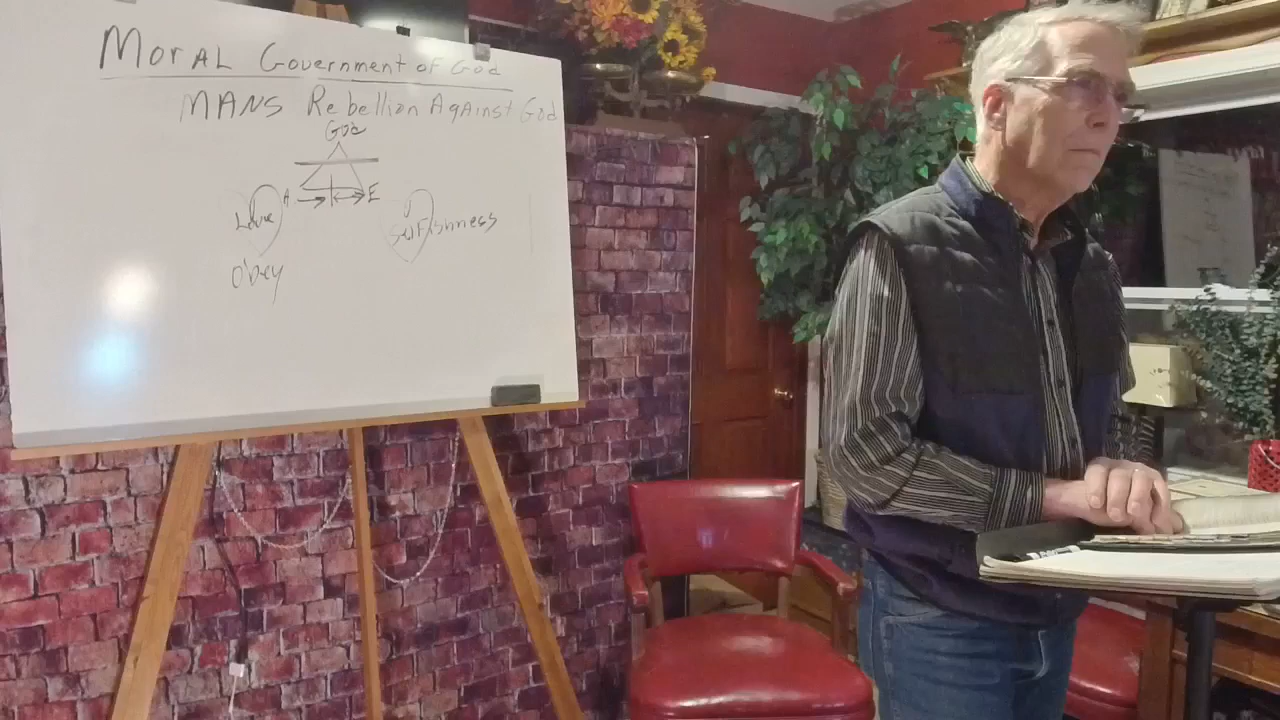 Moral Government of God
MANS Rebellion Against God
God
A E
Love Selfishness
Obey